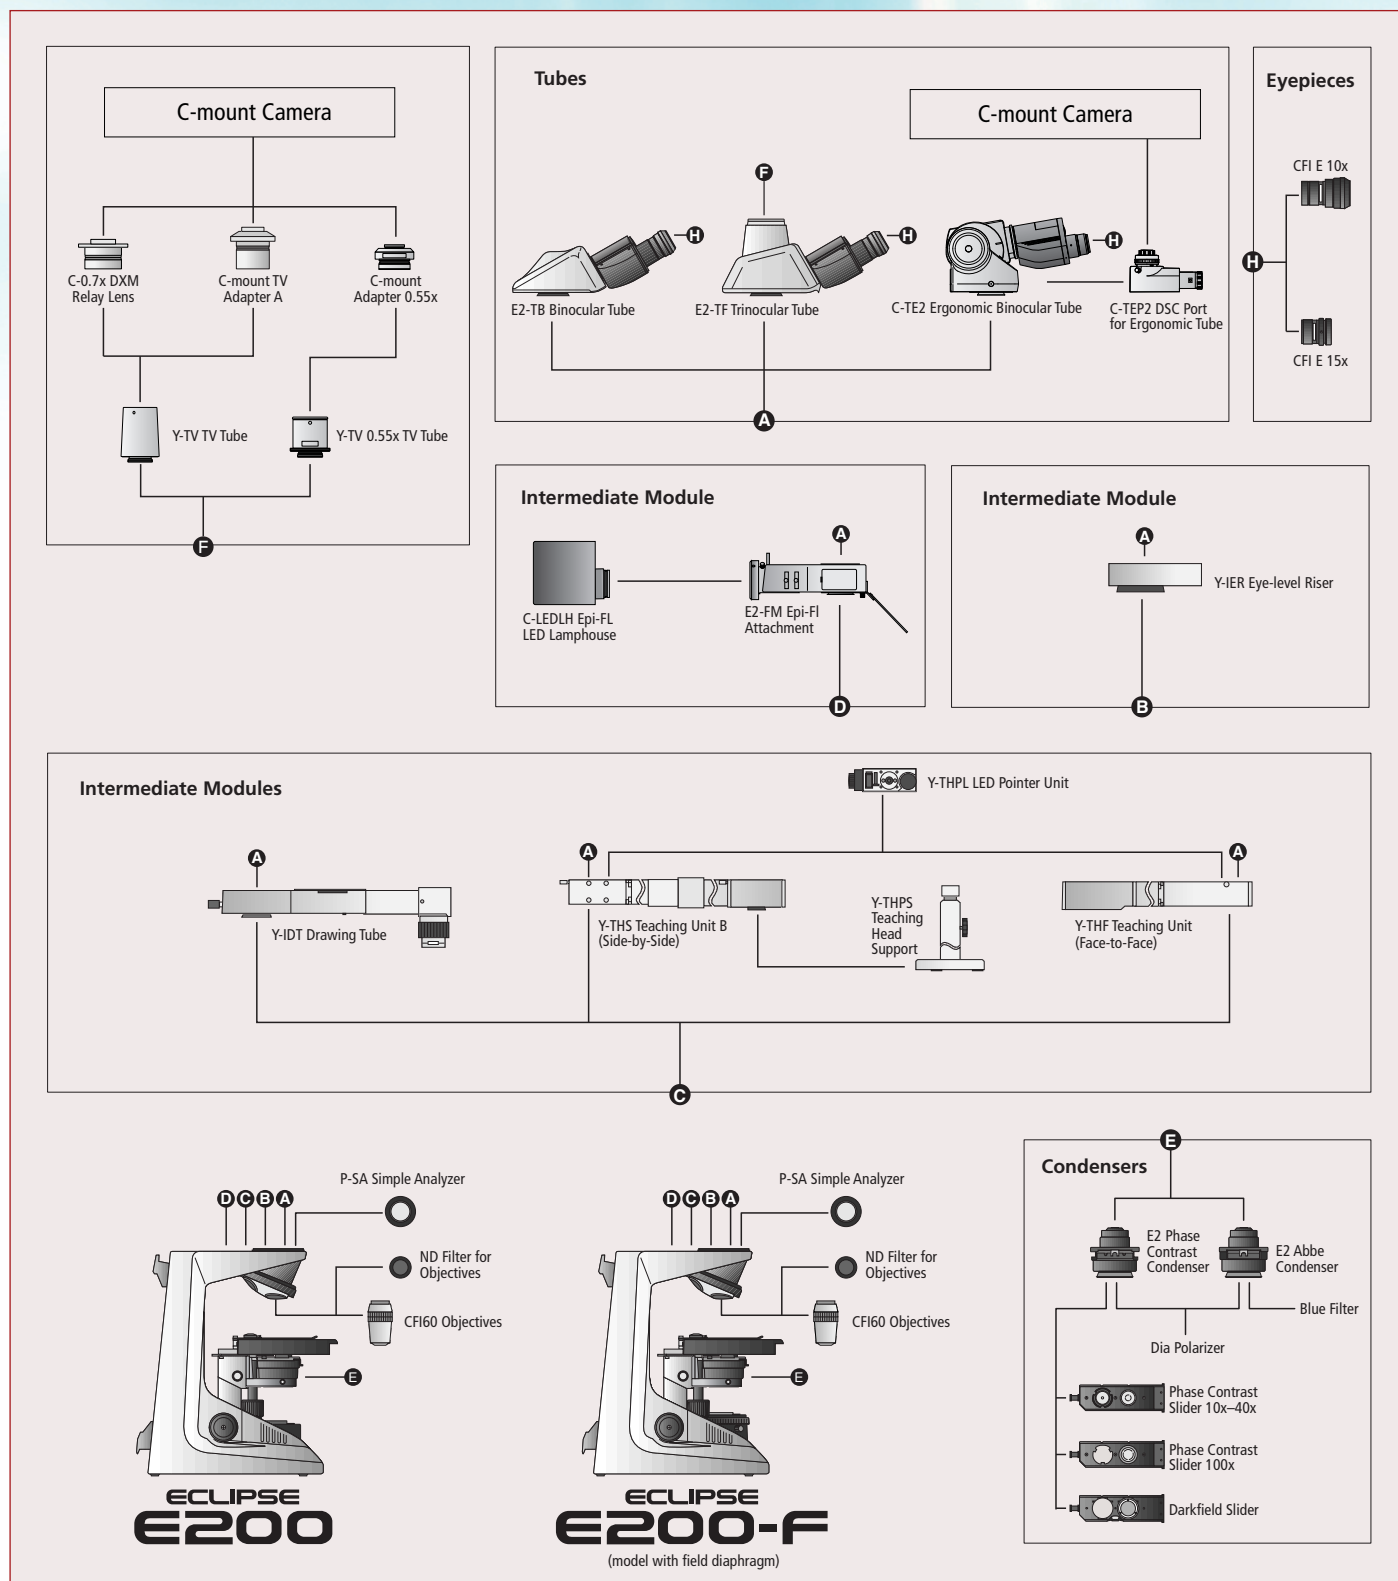 C-mount Camera
C-0.7x DXM
Relay Lens
C-mount TV
Adapter A
C-mount
Adapter 0.55x
Y-TV TV Tube
Y-TV 0.55x TV Tube
F
Tubes
C-mount Camera
F
H
H
H
E2-TB Binocular Tube
E2-TF Trinocular Tube
C-TE2 Ergonomic Binocular Tube
C-TEP2 DSC Port
for Ergonomic Tube
A
Eyepieces
CFI E 10x
H
CFI E 15x
Intermediate Module
A
C-LEDLH Epi-FL
LED Lamphouse
E2-FM Epi-Fl
Attachment
D
Intermediate Module
A
Y-IER Eye-level Riser
B
Intermediate Modules
Y-THPL LED Pointer Unit
A
A
A
Y-IDT Drawing Tube
Y-THS Teaching Unit B
(Side-by-Side)
Y-THPS
Teaching
Head
Support
Y-THF Teaching Unit
(Face-to-Face)
C
P-SA Simple Analyzer
D C B A
ND Filter for
Objectives
CFI60 Objectives
E
ECLIPSE
E200
P-SA Simple Analyzer
D C B A
ND Filter for
Objectives
CFI60 Objectives
E
ECLIPSE
E200-F
(model with field diaphragm)
E
Condensers
E2 Phase
Contrast
Condenser
E2 Abbe
Condenser
Blue Filter
Dia Polarizer
Phase Contrast
Slider 10x–40x
Phase Contrast
Slider 100x
Darkfield Slider